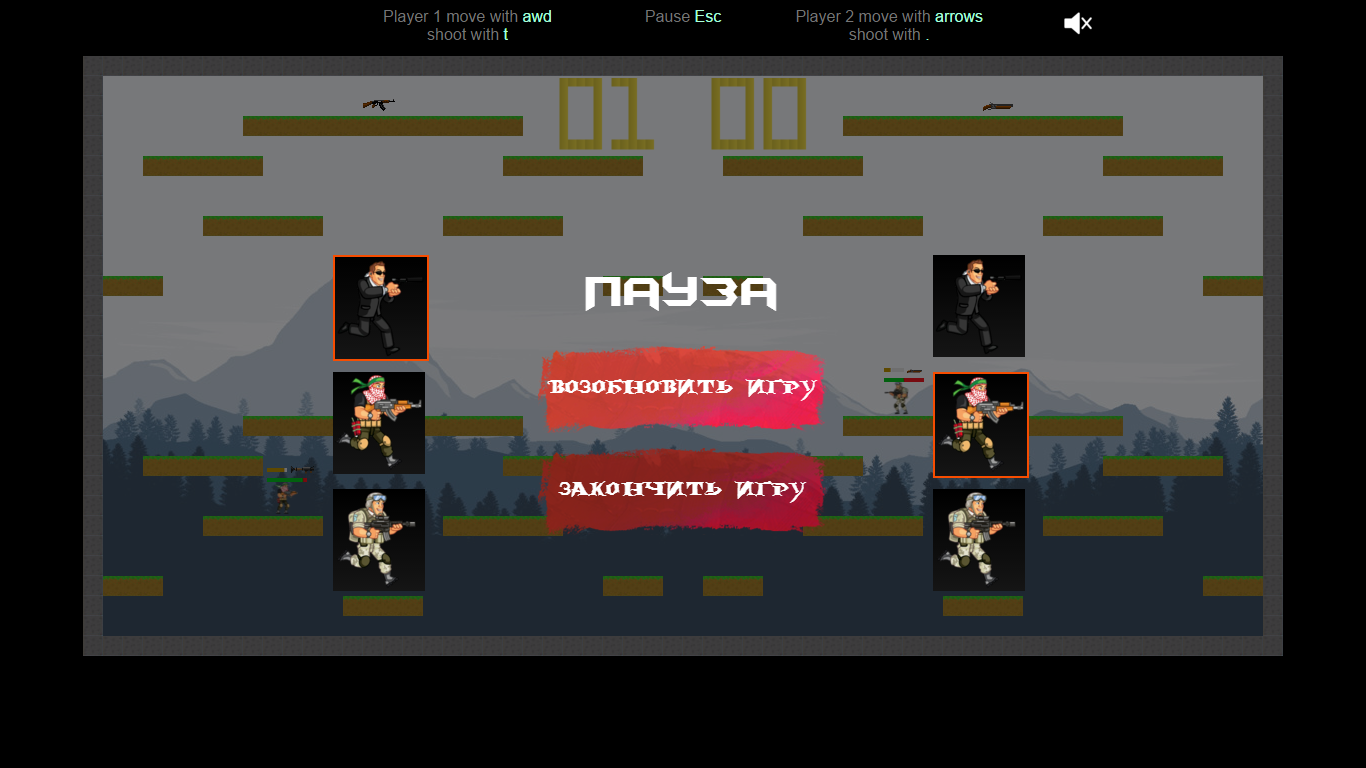 Player 1 move with awd
shoot with t
Pause Esc
Player 2 move with arrows
shoot with .
01 00
ПАУЗА
ВОЗОБНОВИТЬ ИГРУ
ЗАКОНЧИТЬ ИГРУ